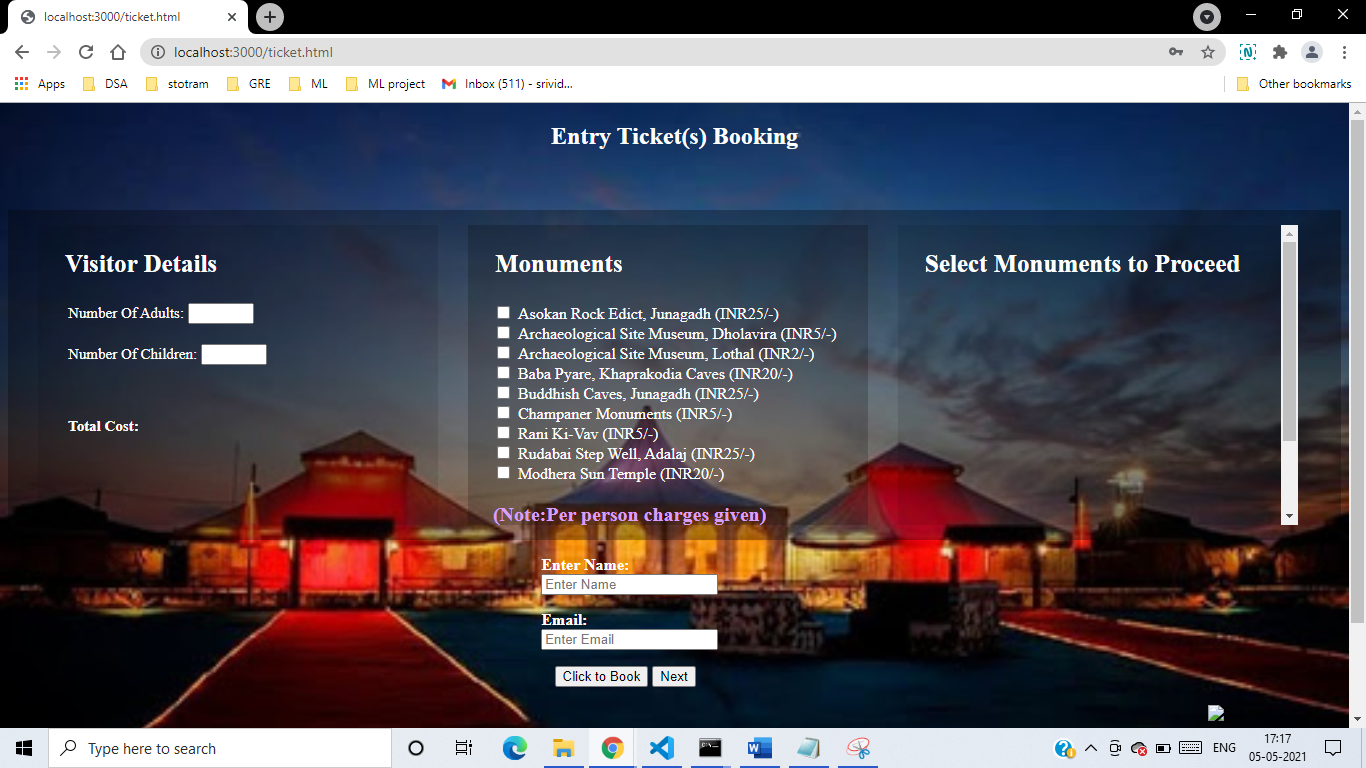 localhost:3000/ticket.html
localhost:3000/ticket.html
Apps DSA stotram GRE ML ML project Inbox (511) - srivid... Other bookmarks
Entry Ticket(s) Booking
Visitor Details
Number Of Adults:
Number Of Children:
Total Cost:
Monuments
Asokan Rock Edict, Junagadh (INR25/-)
Archaeological Site Museum, Dholavira (INR5/-)
Archaeological Site Museum, Lothal (INR2/-)
Baba Pyare, Khaprakodia Caves (INR20/-)
Buddhish Caves, Junagadh (INR25/-)
Champaner Monuments (INR5/-)
Rani Ki-Vav (INR5/-)
Rudabai Step Well, Adalaj (INR25/-)
Modhera Sun Temple (INR20/-)
(Note:Per person charges given)
Select Monuments to Proceed
Enter Name:
Enter Name
Email:
Enter Email
Click to Book Next
Type here to search
ENG
17:17
05-05-2021